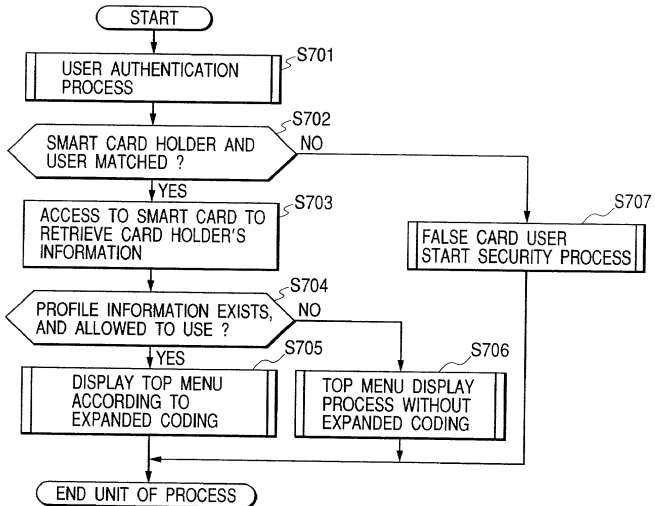 START
S701
USER AUTHENTICATION
PROCESS
S702
SMART CARD HOLDER AND
USER MATCHED ?
NO
YES
S703
ACCESS TO SMART CARD TO
RETRIEVE CARD HOLDER'S
INFORMATION
S707
FALSE CARD USER
START SECURITY PROCESS
S704
PROFILE INFORMATION EXISTS,
AND ALLOWED TO USE ?
NO
YES
S705
DISPLAY TOP MENU
ACCORDING TO
EXPANDED CODING
S706
TOP MENU DISPLAY
PROCESS WITHOUT
EXPANDED CODING
END UNIT OF PROCESS